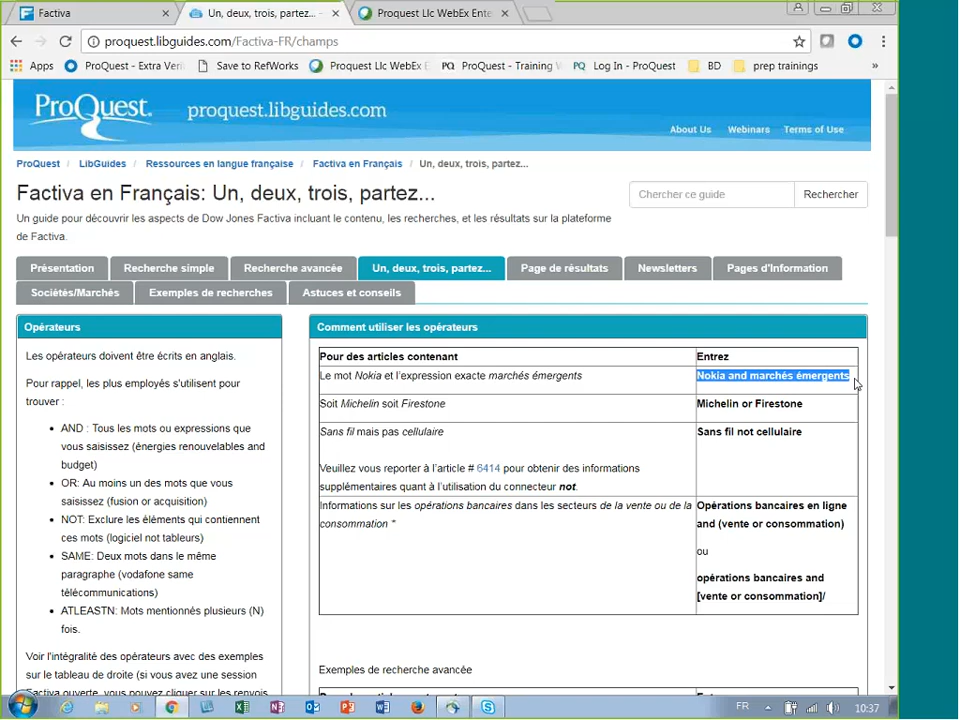 Factiva
Un, deux, trois, partez... -
Proquest Llc WebEx Ente
proquest.libguides.com/Factiva-FR/champs
Apps
ProQuest - Extra Veri
Save to RefWorks
Proquest Llc WebEx E
PQ ProQuest - Training W
PQ Log In - ProQuest
BD
prep trainings
»
ProQuest.
proquest.libguides.com
About Us
Webinars
Terms of Use
ProQuest / LibGuides / Ressources en langue française / Factiva en Français / Un, deux, trois, partez...
Factiva en Français: Un, deux, trois, partez...
Chercher ce guide
Rechercher
Un guide pour découvrir les aspects de Dow Jones Factiva incluant le contenu, les recherches, et les résultats sur la plateforme
de Factiva.
Présentation
Recherche simple
Recherche avancée
Un, deux, trois, partez...
Page de résultats
Newsletters
Pages d'Information
Sociétés/Marchés
Exemples de recherches
Astuces et conseils
Opérateurs
Les opérateurs doivent être écrits en anglais.
Pour rappel, les plus employés s'utilisent pour
trouver :
AND : Tous les mots ou expressions que
vous saisissez (énergies renouvelables and
budget)
OR: Au moins un des mots que vous
saisissez (fusion or acquisition)
NOT: Exclure les éléments qui contiennent
ces mots (logiciel not tableurs)
SAME: Deux mots dans le même
paragraphe (vodafone same
télécommunications)
ATLEASTN: Mots mentionnés plusieurs (N)
fois.
Voir l'intégralité des opérateurs avec des exemples
sur le tableau de droite (si vous avez une session
Factiva ouverte, vous pouvez cliquer sur les renvois
Comment utiliser les opérateurs
Pour des articles contenant
Entrez
Le mot Nokia et l'expression exacte marchés émergents
Nokia and marchés émergents
Soit Michelin soit Firestone
Michelin or Firestone
Sans fil mais pas cellulaire
Sans fil not cellulaire
Veuillez vous reporter à l'article # 6414 pour obtenir des informations
supplémentaires quant à l'utilisation du connecteur not.
Informations sur les opérations bancaires dans les secteurs de la vente ou de la
consommation "
Opérations bancaires en ligne
and (vente or consommation)
ou
opérations bancaires and
[vente or consommation]/
Exemples de recherche avancée
FR
10:37